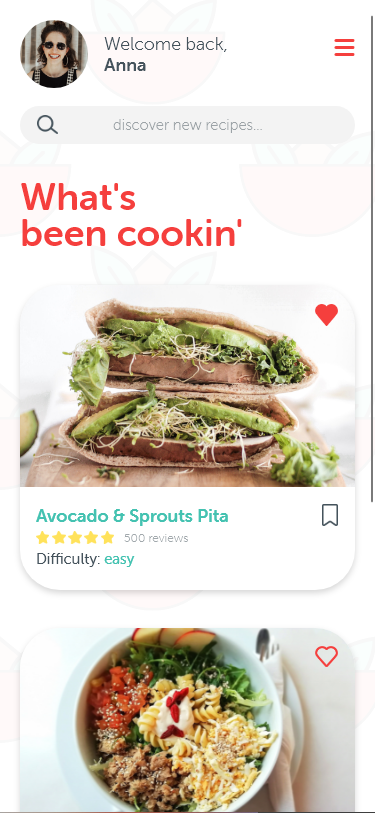 Welcome back,
Anna
discover new recipes...
What's
been cookin'
Avocado & Sprouts Pita
500 reviews
Difficulty: easy